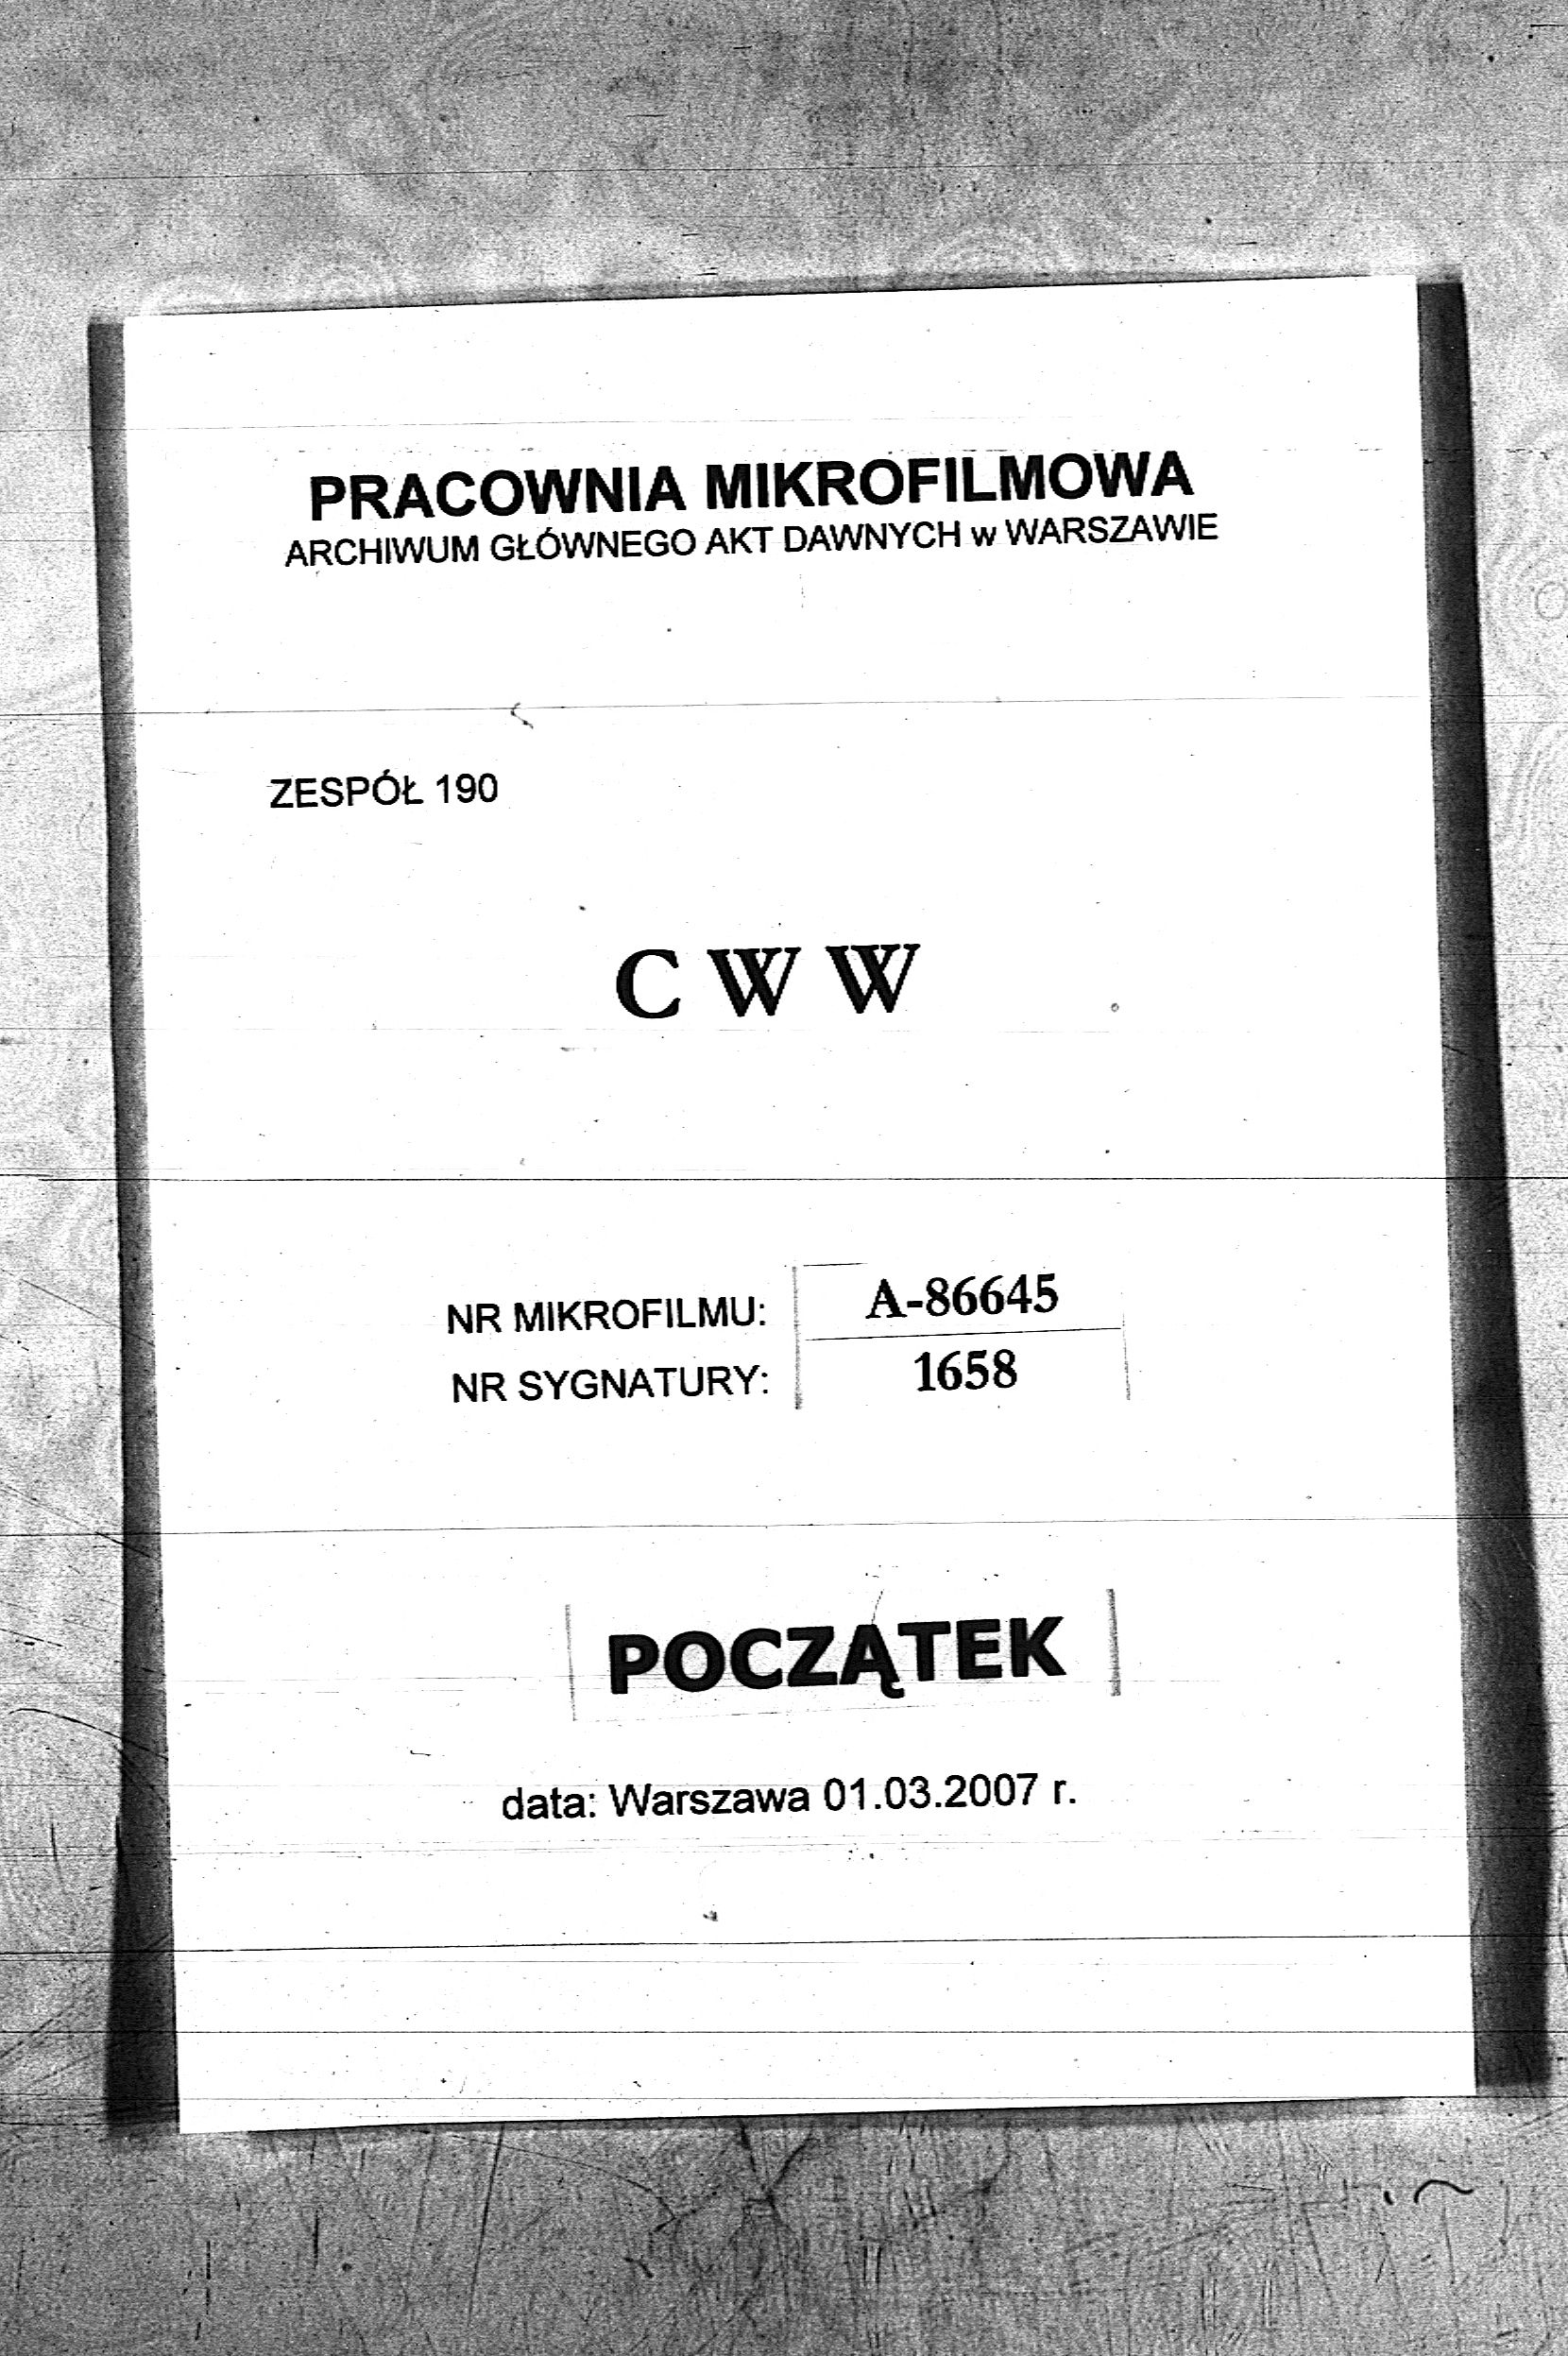 PRACOWNIA MIKROFILMOWA
ARCHIWUM GŁÓWNEGO AKT DAWNYCH w WARSZAWIE
ZESPÓŁ 190
C W W
NR MIKROFILMU: A-86645
NR SYGNATURY: 1658
POCZĄTEK
data: Warszawa 01.03.2007 r.